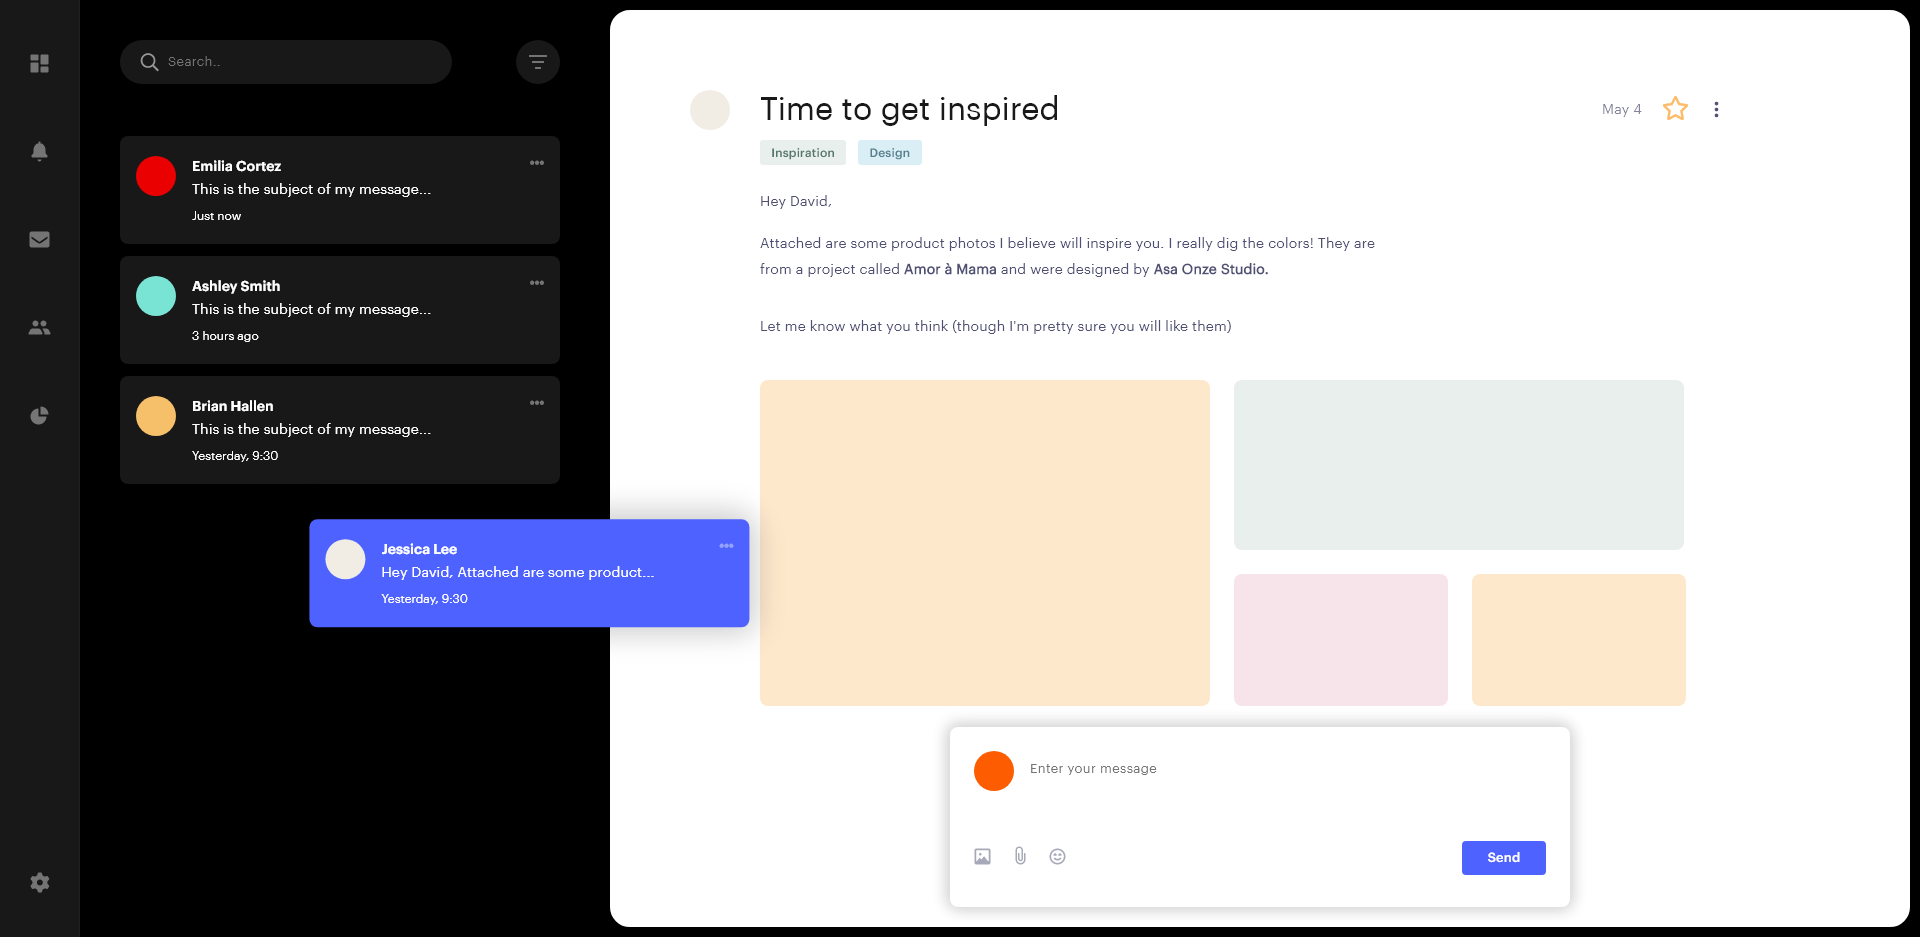 Search..
Emilia Cortez
This is the subject of my message...
Just now
Ashley Smith
This is the subject of my message...
3 hours ago
Brian Hallen
This is the subject of my message...
Yesterday, 9:30
Jessica Lee
Hey David, Attached are some product...
Yesterday, 9:30
Time to get inspired
May 4
Inspiration
Design
Hey David,
Attached are some product photos I believe will inspire you. I really dig the colors! They are
from a project called Amor à Mama and were designed by Asa Onze Studio.
Let me know what you think (though I'm pretty sure you will like them)
Enter your message
Send